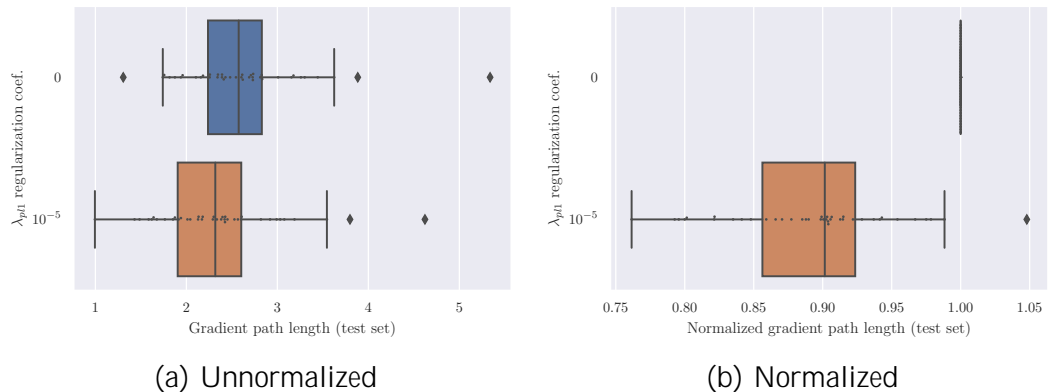 λpl1 regularization coef.
0
10−5
1 2 3 4 5
Gradient path length (test set)
(a) Unnormalized
λpl1 regularization coef.
0
10−5
0.75 0.80 0.85 0.90 0.95 1.00 1.05
Normalized gradient path length (test set)
(b) Normalized